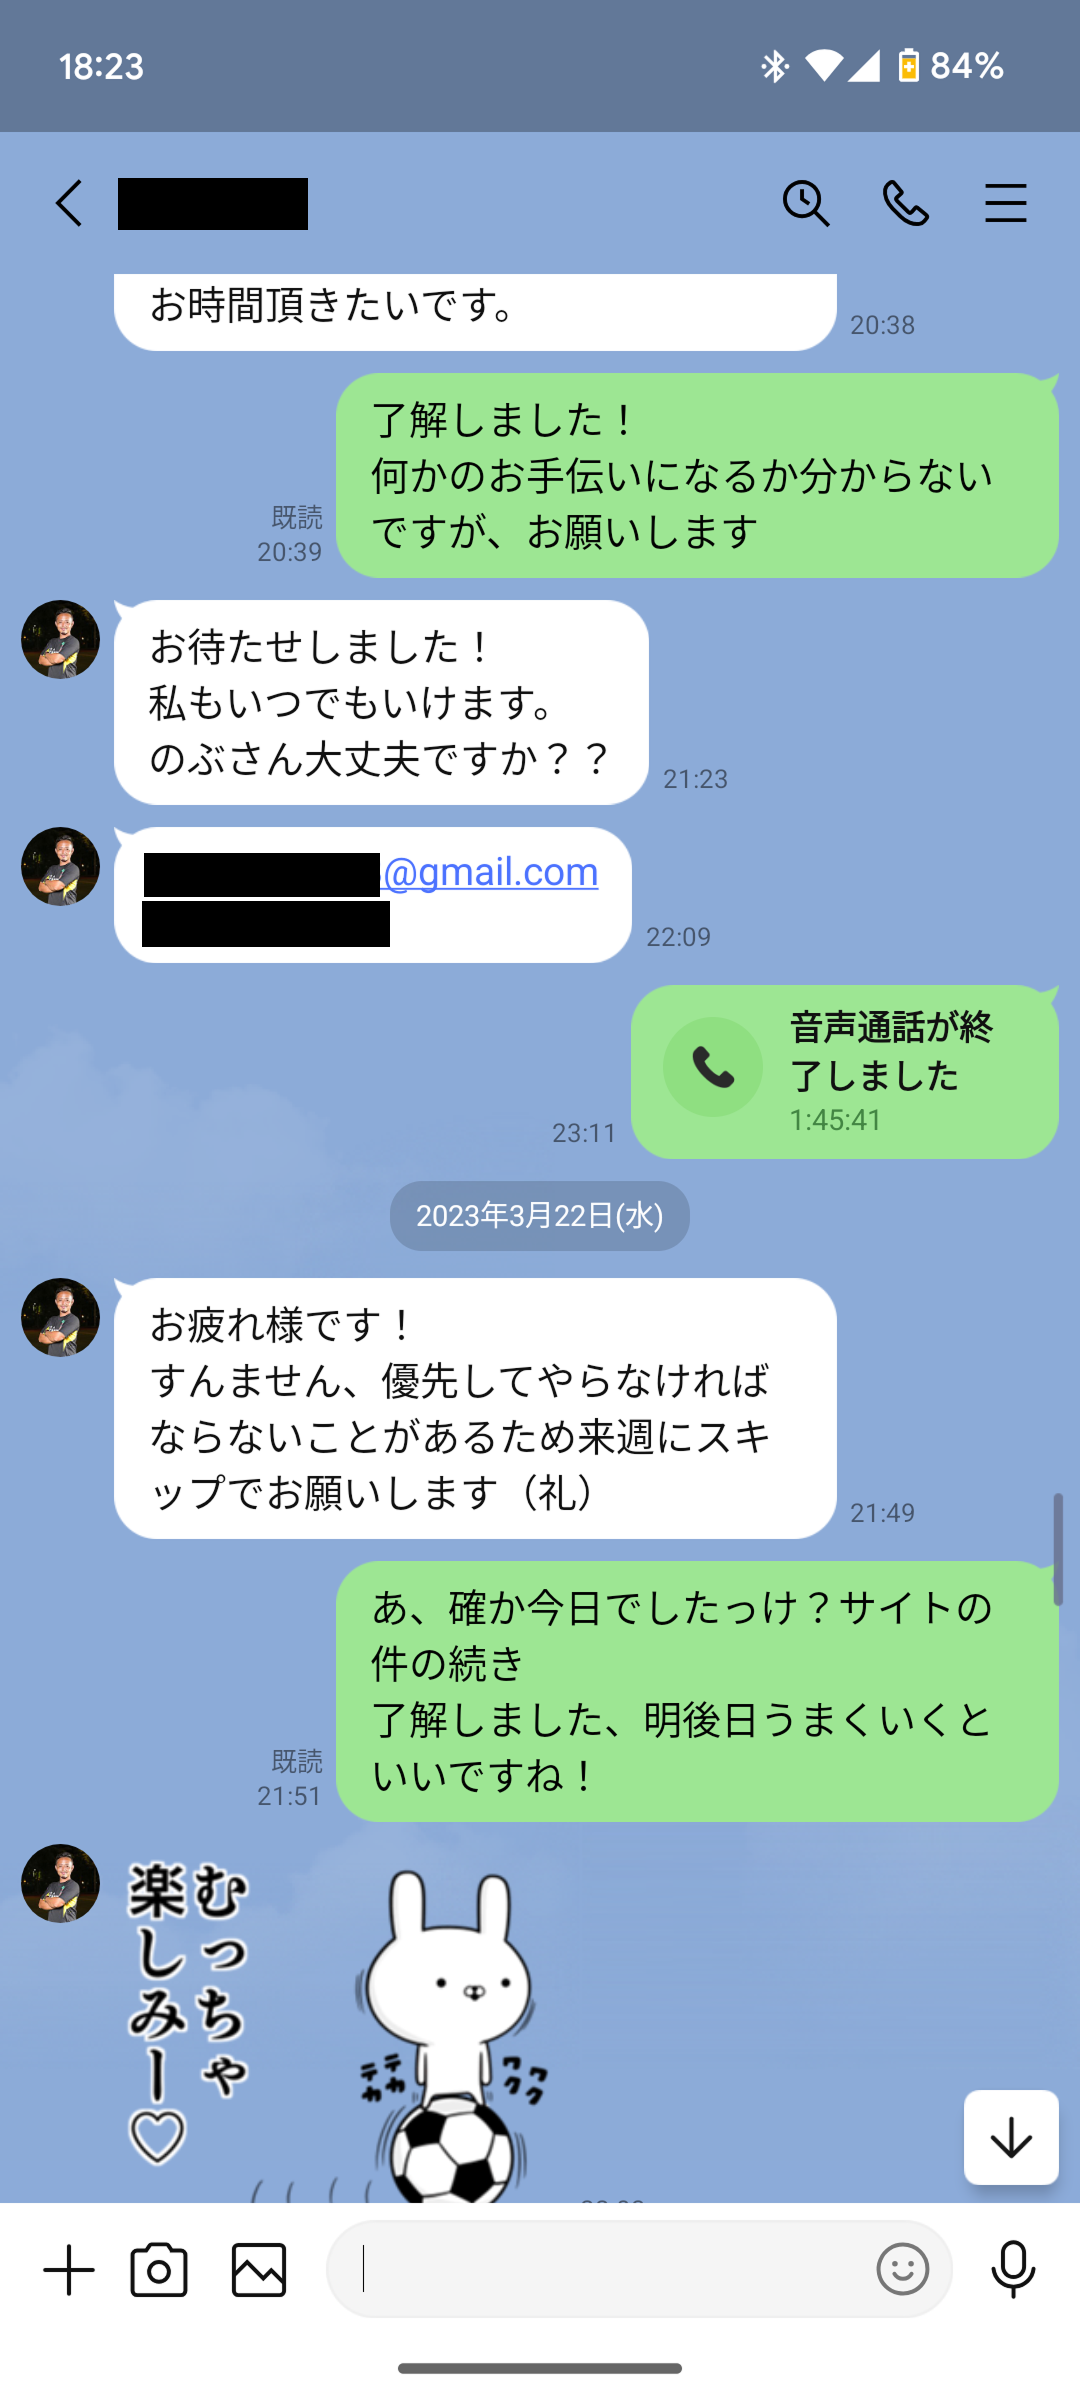 18:23
84%
お時間頂きたいです。
20:38
了解しました！
何かのお手伝いになるか分からない
ですが、お願いします
既読
20:39
お待たせしました！
私もいつでもいけます。
のぶさん大丈夫ですか？？
21:23
@gmail.com
22:09
音声通話が終
了しました
1:45:41
23:11
2023年3月22日(水)
お疲れ様です！
すんません、優先してやらなければ
ならないことがあるため来週にスキ
ップでお願いします（礼）
21:49
あ、確か今日でしたっけ？サイトの
件の続き
了解しました、明後日うまくいくと
いいですね！
既読
21:51
むっちゃ
楽しみー♡
テカ
テカ
ワク
ワク